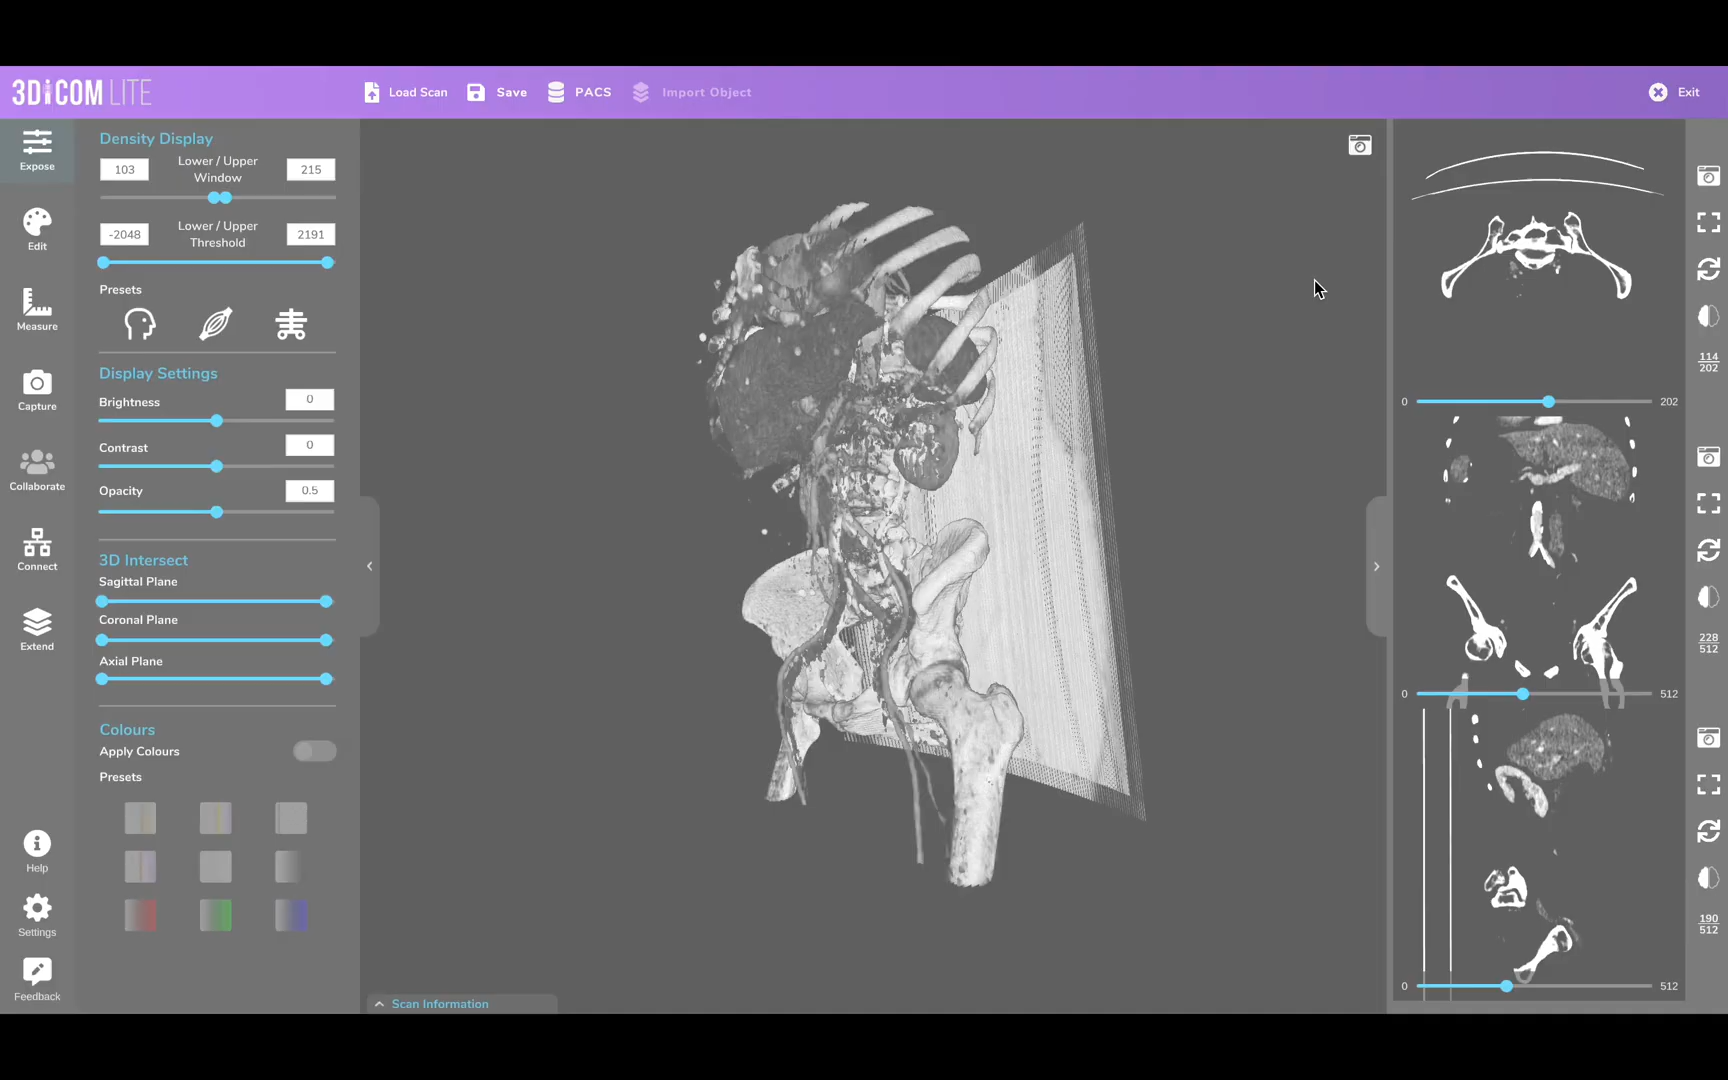 3DiCOM LITE
Load Scan
Save
PACS
Import Object
Exit
Expose
Edit
Measure
Capture
Collaborate
Connect
Extend
Help
Settings
Feedback
Density Display
103
Lower / Upper
Window
215
-2048
Lower / Upper
Threshold
2191
Presets
Display Settings
Brightness
0
Contrast
0
Opacity
0.5
3D Intersect
Sagittal Plane
Coronal Plane
Axial Plane
Colours
Apply Colours
Presets
Scan Information
114
202
0
202
228
512
0
512
190
512
0
512